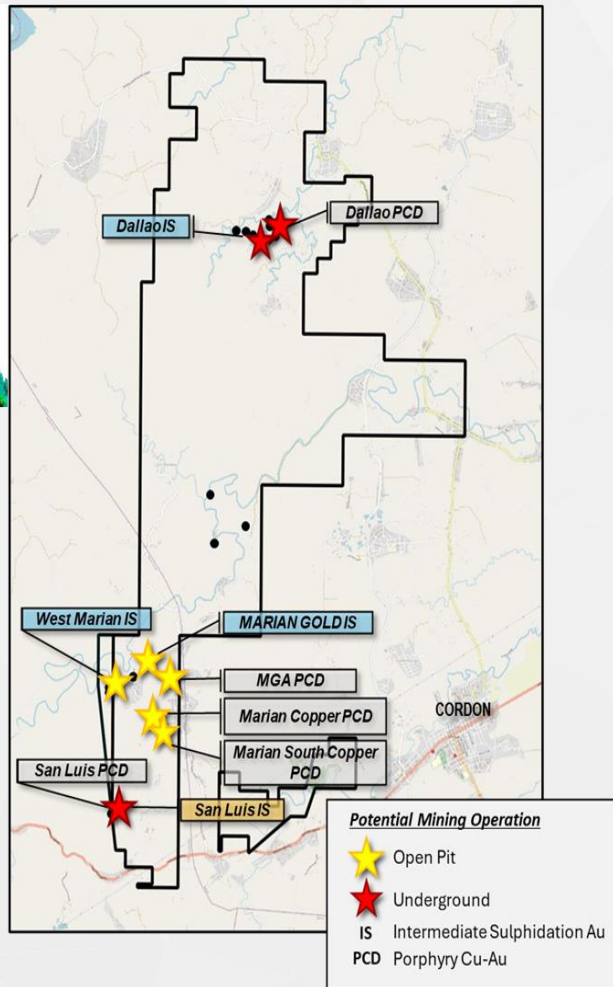 Dallao IS
Dallao PCD
West Marian IS
MARIAN GOLD IS
MGA PCD
Marian Copper PCD
CORDON
Marian South Copper
PCD
San Luis PCD
San Luis IS
Potential Mining Operation
Open Pit
Underground
IS Intermediate Sulphidation Au
PCD Porphyry Cu-Au